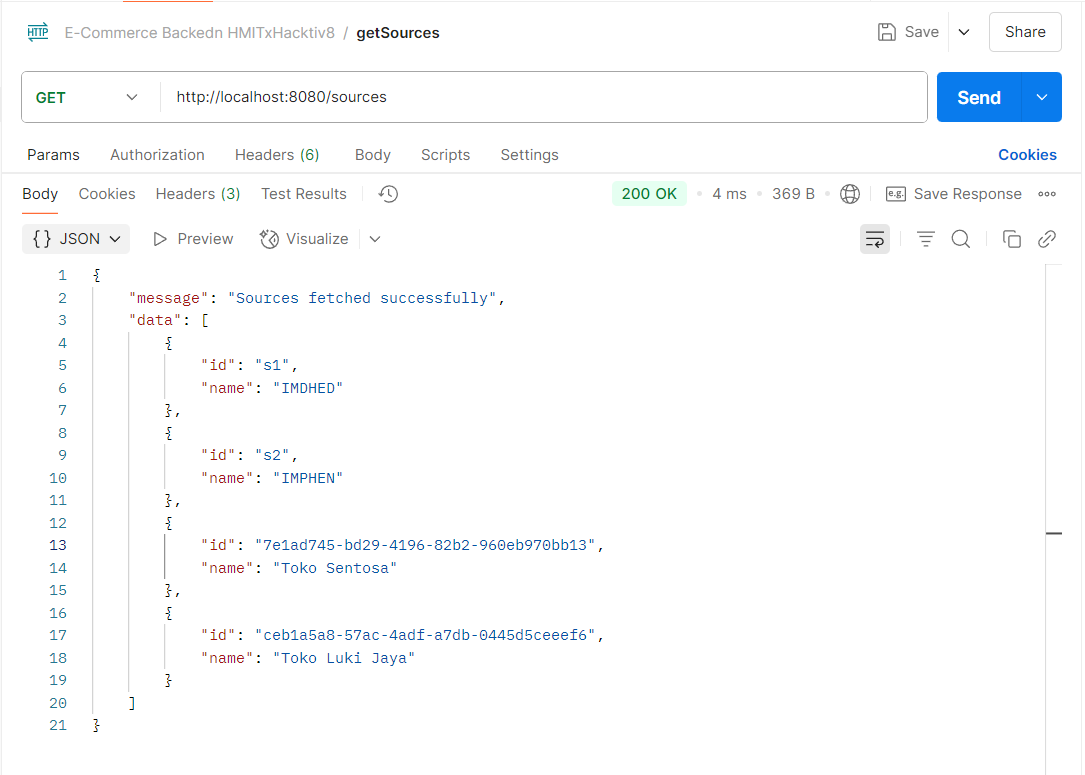 HTTP E-Commerce Backedn HMITxHacktiv8 / getSources Save Share
GET http://localhost:8080/sources Send
Params Authorization Headers (6) Body Scripts Settings Cookies
Body Cookies Headers (3) Test Results 200 OK 4 ms 369 B e.g. Save Response
{} JSON Preview Visualize
1 {
2 "message": "Sources fetched successfully",
3 "data": [
4 {
5 "id": "s1",
6 "name": "IMDHED"
7 },
8 {
9 "id": "s2",
10 "name": "IMPHEN"
11 },
12 {
13 "id": "7e1ad745-bd29-4196-82b2-960eb970bb13",
14 "name": "Toko Sentosa"
15 },
16 {
17 "id": "ceb1a5a8-57ac-4adf-a7db-0445d5ceeef6",
18 "name": "Toko Luki Jaya"
19 }
20 ]
21 }